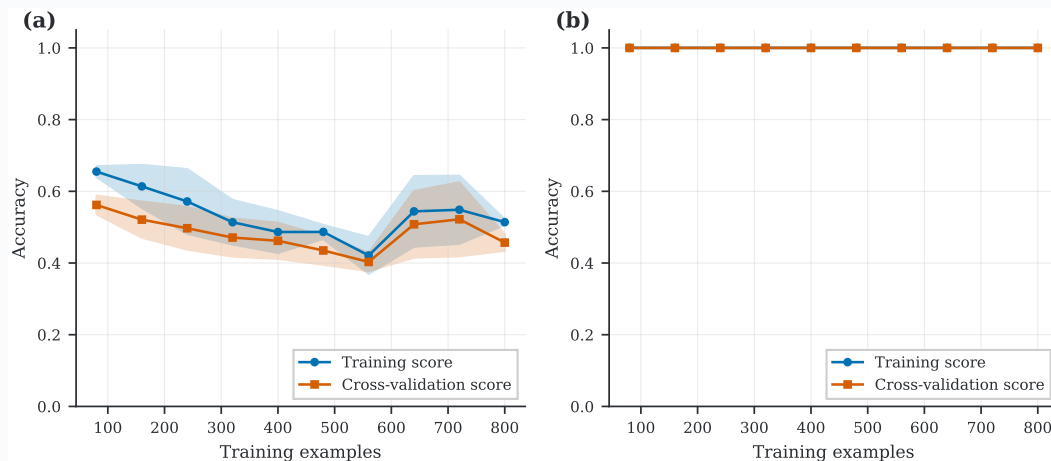 (a)
1.0
0.8
0.6
0.4
0.2
0.0
Accuracy
100 200 300 400 500 600 700 800
Training examples
Training score
Cross-validation score
(b)
1.0
0.8
0.6
0.4
0.2
0.0
Accuracy
100 200 300 400 500 600 700 800
Training examples
Training score
Cross-validation score